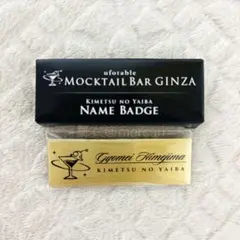 ufotable
MOCKTAIL BAR GINZA
KIMETSU NO YAIBA
NAME BADGE
Gyomei Himejima
KIMETSU NO YAIBA